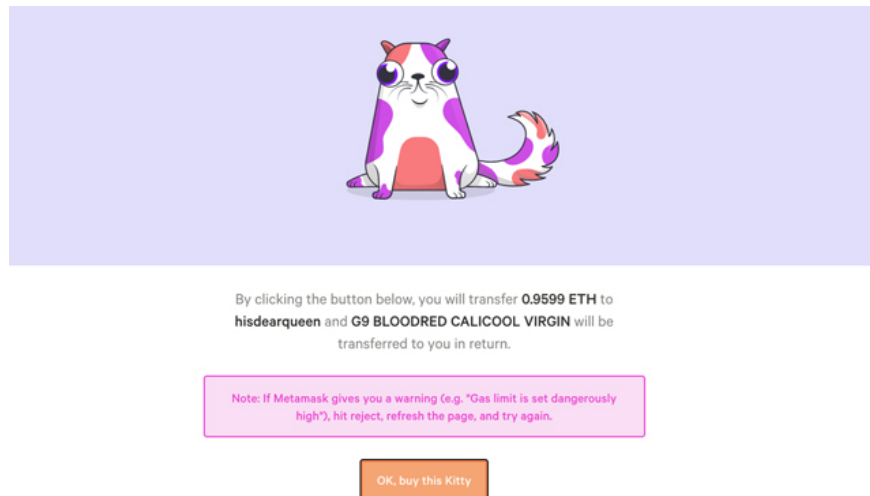 By clicking the button below, you will transfer 0.9599 ETH to
hisdearqueen and G9 BLOODRED CALICOOL VIRGIN will be
transferred to you in return.
Note: If Metamask gives you a warning (e.g. "Gas limit is set dangerously
high"), hit reject, refresh the page, and try again.
OK, buy this Kitty